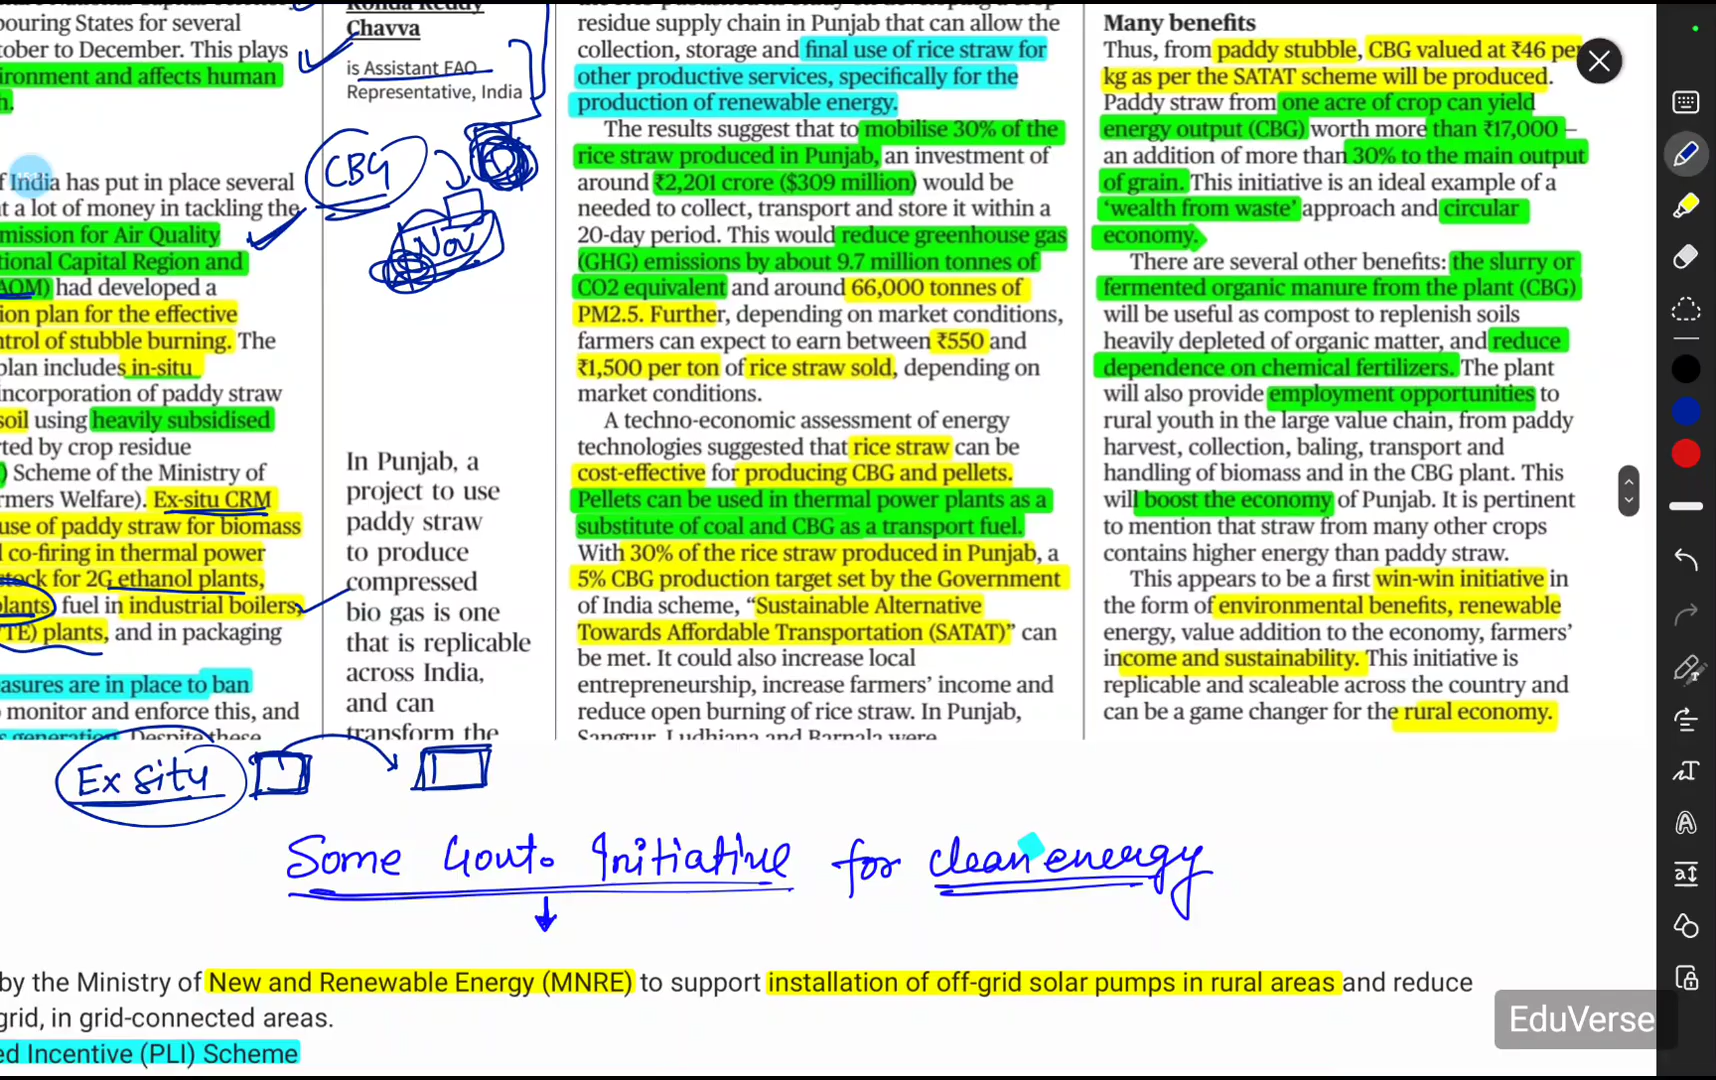 bouring States for several
tober to December. This plays
ironment and affects human
h.
f India has put in place several
t a lot of money in tackling the
mission for Air Quality
tional Capital Region and
AQM) had developed a
ion plan for the effective
ntrol of stubble burning. The
plan includes in-situ
incorporation of paddy straw
soil using heavily subsidised
rted by crop residue
) Scheme of the Ministry of
rmers Welfare). Ex-situ CRM
use of paddy straw for biomass
l co-firing in thermal power
stock for 2G ethanol plants,
plants, fuel in industrial boilers,
TE) plants, and in packaging
easures are in place to ban
monitor and enforce this, and
s generation. Despite these
Konda Reddy
Chavva
is Assistant FAO
Representative, India
CBG
Nov
In Punjab, a
project to use
paddy straw
to produce
compressed
bio gas is one
that is replicable
across India,
and can
transform the
residue supply chain in Punjab that can allow the
collection, storage and final use of rice straw for
other productive services, specifically for the
production of renewable energy.
The results suggest that to mobilise 30% of the
rice straw produced in Punjab, an investment of
around ₹2,201 crore ($309 million) would be
needed to collect, transport and store it within a
20-day period. This would reduce greenhouse gas
(GHG) emissions by about 9.7 million tonnes of
CO2 equivalent and around 66,000 tonnes of
PM2.5. Further, depending on market conditions,
farmers can expect to earn between ₹550 and
₹1,500 per ton of rice straw sold, depending on
market conditions.
A techno-economic assessment of energy
technologies suggested that rice straw can be
cost-effective for producing CBG and pellets.
Pellets can be used in thermal power plants as a
substitute of coal and CBG as a transport fuel.
With 30% of the rice straw produced in Punjab, a
5% CBG production target set by the Government
of India scheme, “Sustainable Alternative
Towards Affordable Transportation (SATAT)” can
be met. It could also increase local
entrepreneurship, increase farmers’ income and
reduce open burning of rice straw. In Punjab,
Sangrur, Ludhiana and Barnala were
Many benefits
Thus, from paddy stubble, CBG valued at ₹46 per
kg as per the SATAT scheme will be produced.
Paddy straw from one acre of crop can yield
energy output (CBG) worth more than ₹17,000 –
an addition of more than 30% to the main output
of grain. This initiative is an ideal example of a
‘wealth from waste’ approach and circular
economy.
There are several other benefits: the slurry or
fermented organic manure from the plant (CBG)
will be useful as compost to replenish soils
heavily depleted of organic matter, and reduce
dependence on chemical fertilizers. The plant
will also provide employment opportunities to
rural youth in the large value chain, from paddy
harvest, collection, baling, transport and
handling of biomass and in the CBG plant. This
will boost the economy of Punjab. It is pertinent
to mention that straw from many other crops
contains higher energy than paddy straw.
This appears to be a first win-win initiative in
the form of environmental benefits, renewable
energy, value addition to the economy, farmers’
income and sustainability. This initiative is
replicable and scaleable across the country and
can be a game changer for the rural economy.
Ex sity
Some Govt. Initiative for clean energy
by the Ministry of New and Renewable Energy (MNRE) to support installation of off-grid solar pumps in rural areas and reduce
grid, in grid-connected areas.
ed Incentive (PLI) Scheme
EduVerse